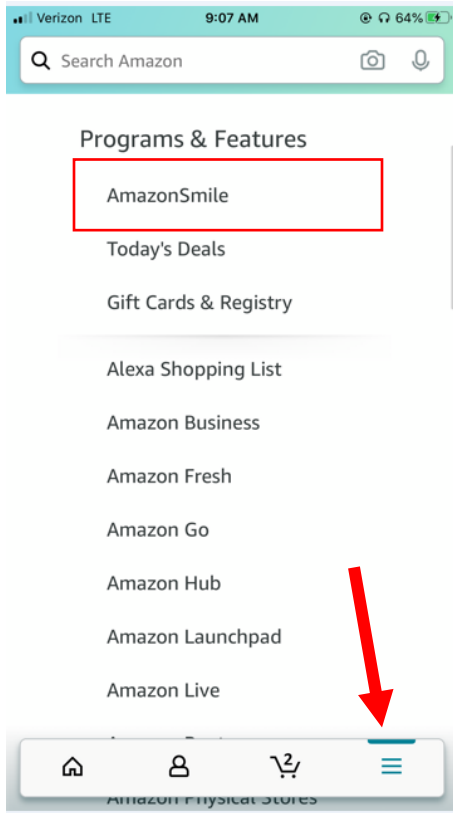 Verizon LTE 9:07 AM 64%
Search Amazon
Programs & Features
AmazonSmile
Today's Deals
Gift Cards & Registry
Alexa Shopping List
Amazon Business
Amazon Fresh
Amazon Go
Amazon Hub
Amazon Launchpad
Amazon Live
2
Amazon Physical Stores